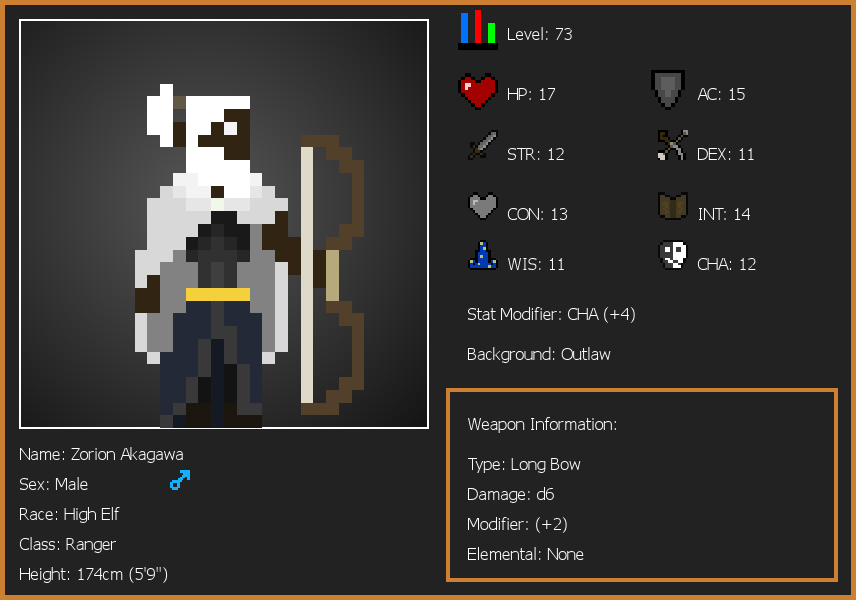 Level: 73
HP: 17
AC: 15
STR: 12
DEX: 11
CON: 13
INT: 14
WIS: 11
CHA: 12
Stat Modifier: CHA (+4)
Background: Outlaw
Weapon Information:
Type: Long Bow
Damage: d6
Modifier: (+2)
Elemental: None
Name: Zorion Akagawa
Sex: Male
Race: High Elf
Class: Ranger
Height: 174cm (5'9")